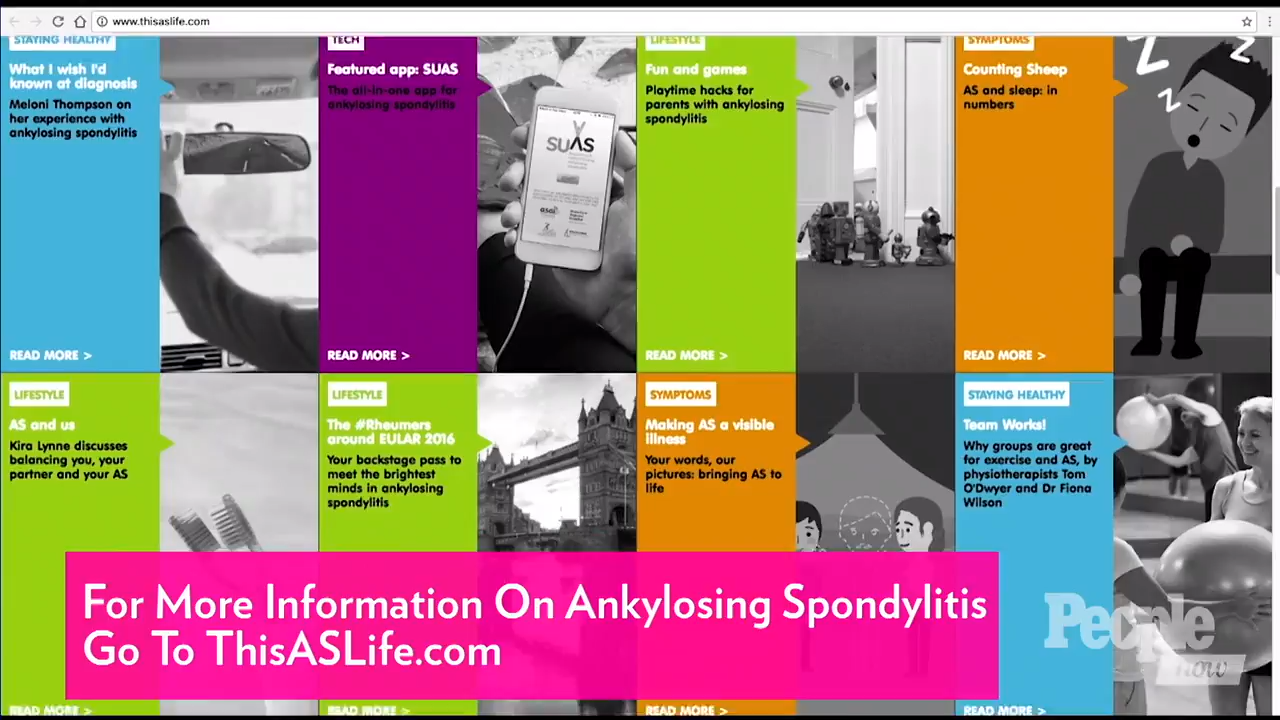 www.thisaslife.com
STAYING HEALTHY
What I wish I'd
known at diagnosis
Meloni Thompson on
her experience with
ankylosing spondylitis
READ MORE >
TECH
Featured app: SUAS
The all-in-one app for
ankylosing spondylitis
READ MORE >
SUAS
LIFESTYLE
Fun and games
Playtime hacks for
parents with ankylosing
spondylitis
READ MORE >
SYMPTOMS
Counting Sheep
AS and sleep: in
numbers
READ MORE >
Z
Z
Z
LIFESTYLE
AS and us
Kira Lynne discusses
balancing you, your
partner and your AS
READ MORE >
LIFESTYLE
The #Rheumers
around EULAR 2016
Your backstage pass to
meet the brightest
minds in ankylosing
spondylitis
READ MORE >
SYMPTOMS
Making AS a visible
illness
Your words, our
pictures: bringing AS to
life
READ MORE >
STAYING HEALTHY
Team Works!
Why groups are great
for exercise and AS, by
physiotherapists Tom
O'Dwyer and Dr Fiona
Wilson
READ MORE >
For More Information On Ankylosing Spondylitis
Go To ThisASLife.com
People
now